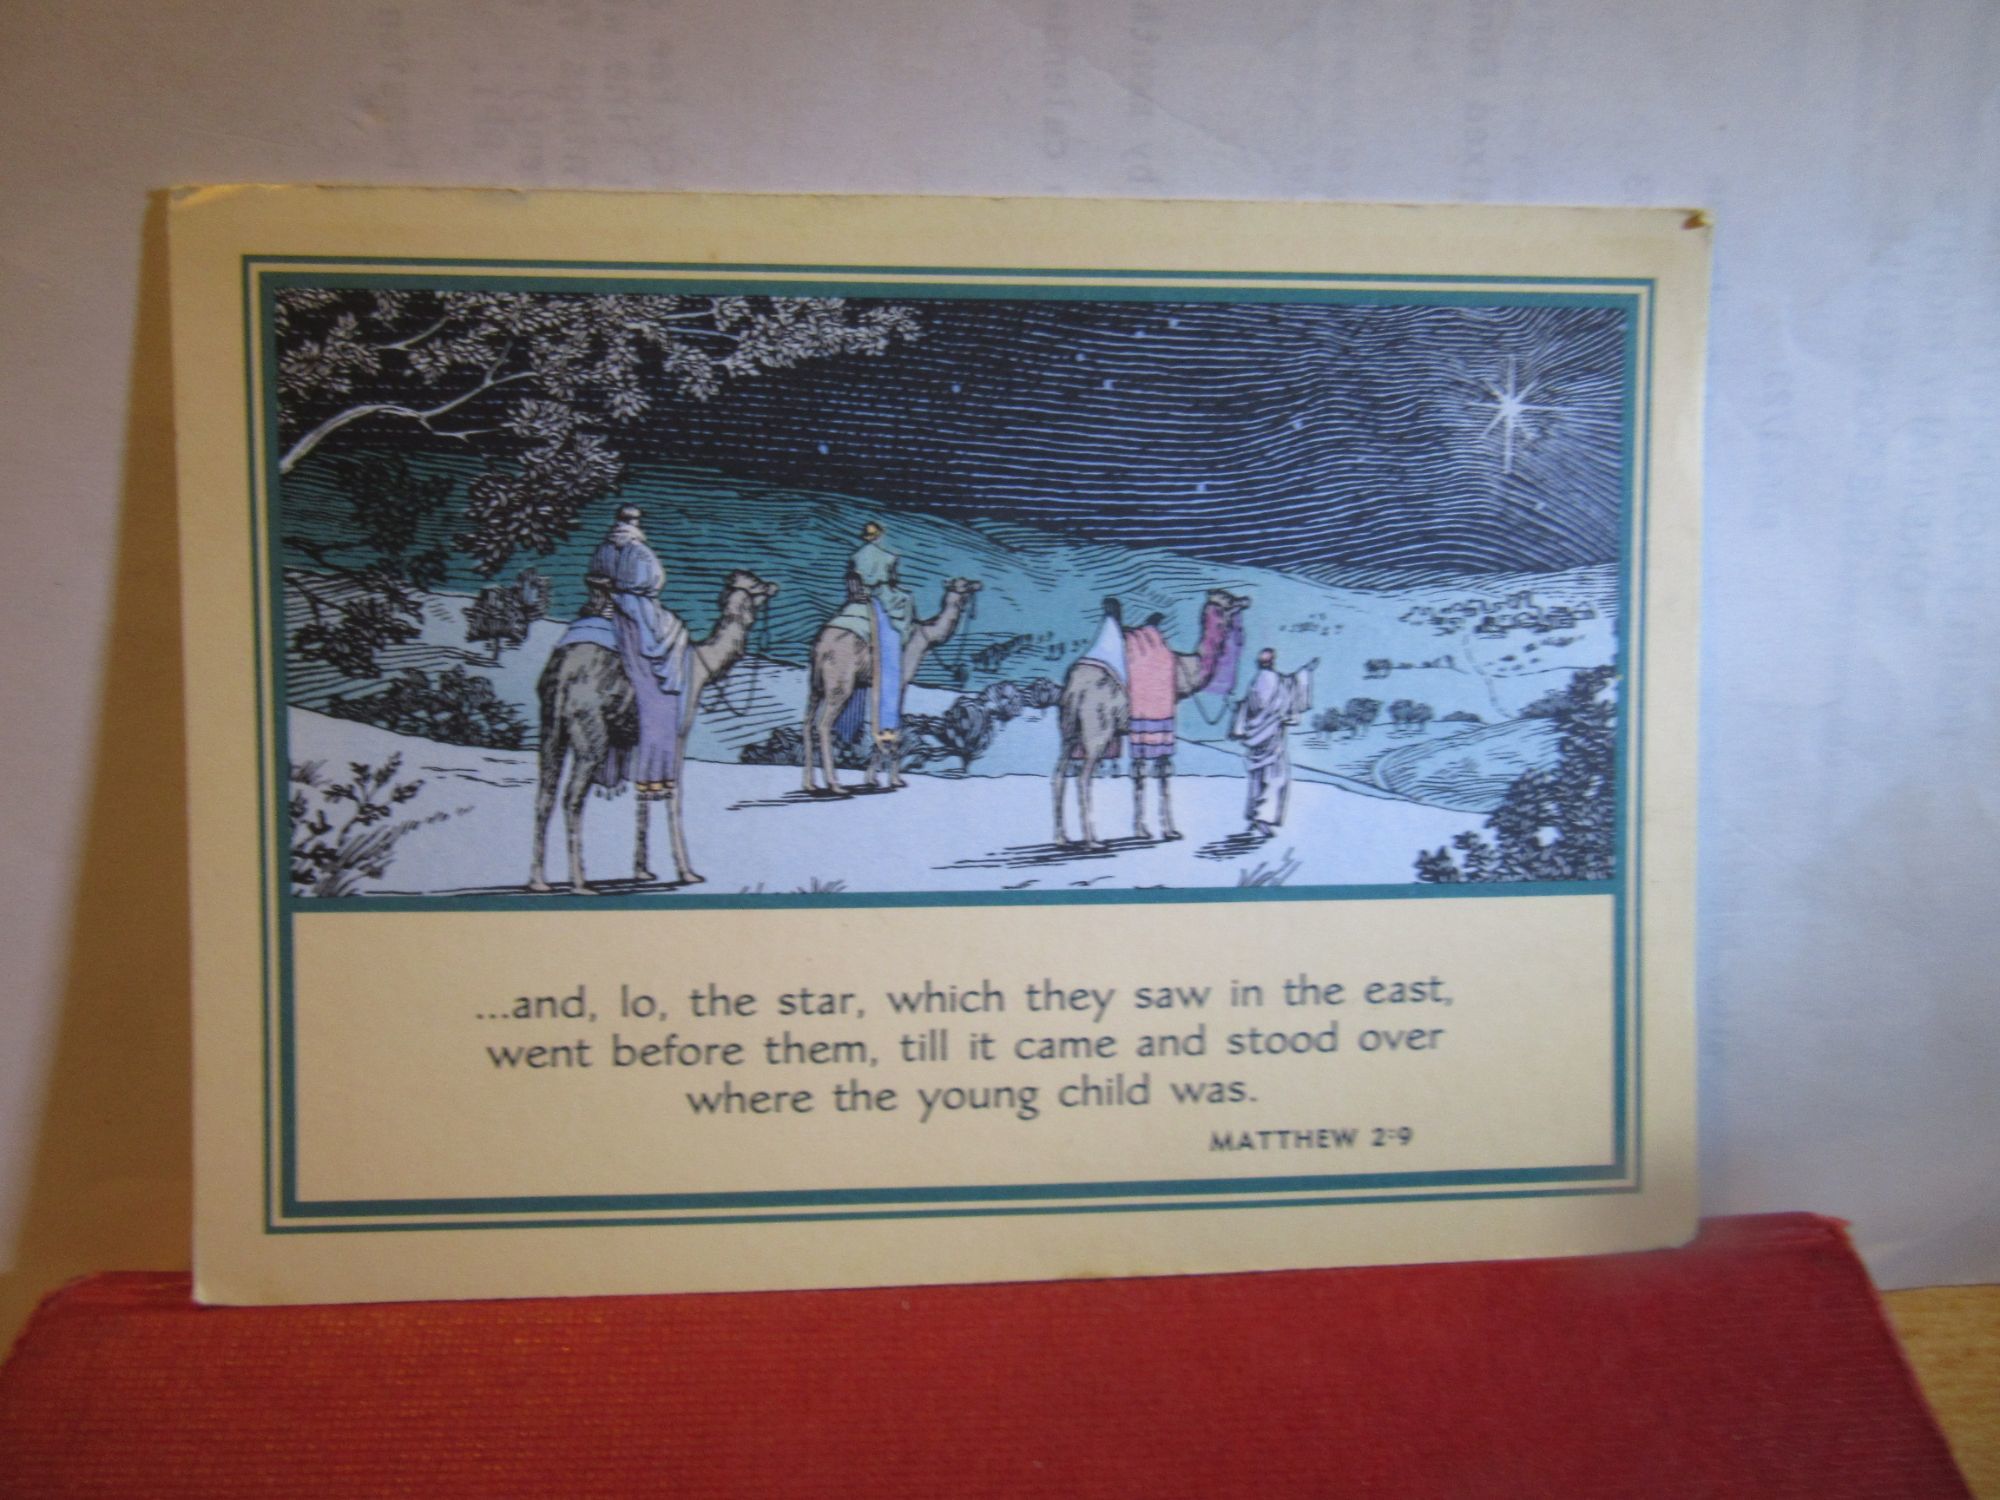 ...and, lo, the star, which they saw in the east,
went before them, till it came and stood over
where the young child was.
MATTHEW 2:9